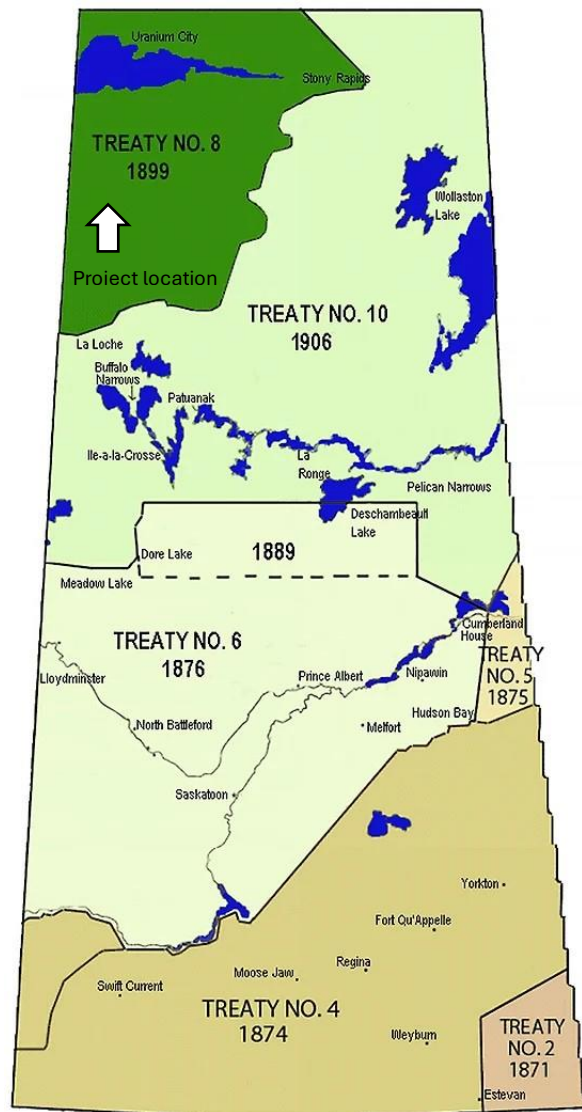 Uranium City
Stony Rapids
TREATY NO. 8
1899
Wollaston
Lake
Proiect location
TREATY NO. 10
1906
La Loche
Buffalo
Narrows
Patuanak
Ile-a-la-Crosse
La
Ronge
Pelican Narrows
Deschambeault
Lake
1889
Dore Lake
Meadow Lake
Cumberland
House
TREATY NO. 6
1876
TREATY
NO. 5
1875
Lloydminster
Prince Albert
Nipawin
Hudson Bay
North Battleford
Melfort
Saskatoon
Yorkton
Fort Qu'Appelle
Regina
Moose Jaw
Swift Current
TREATY NO. 4
1874
Weyburn
TREATY
NO. 2
1871
Estevan